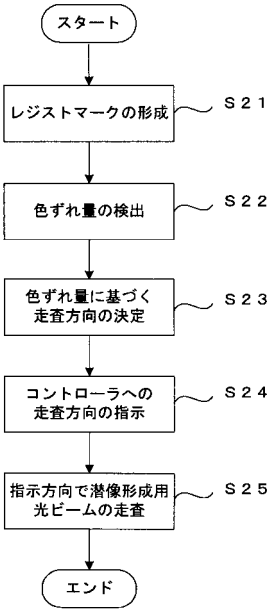 スタート
レジストマークの形成
S21
色ずれ量の検出
S22
色ずれ量に基づく
走査方向の決定
S23
コントローラへの
走査方向の指示
S24
指示方向で潜像形成用
光ビームの走査
S25
エンド